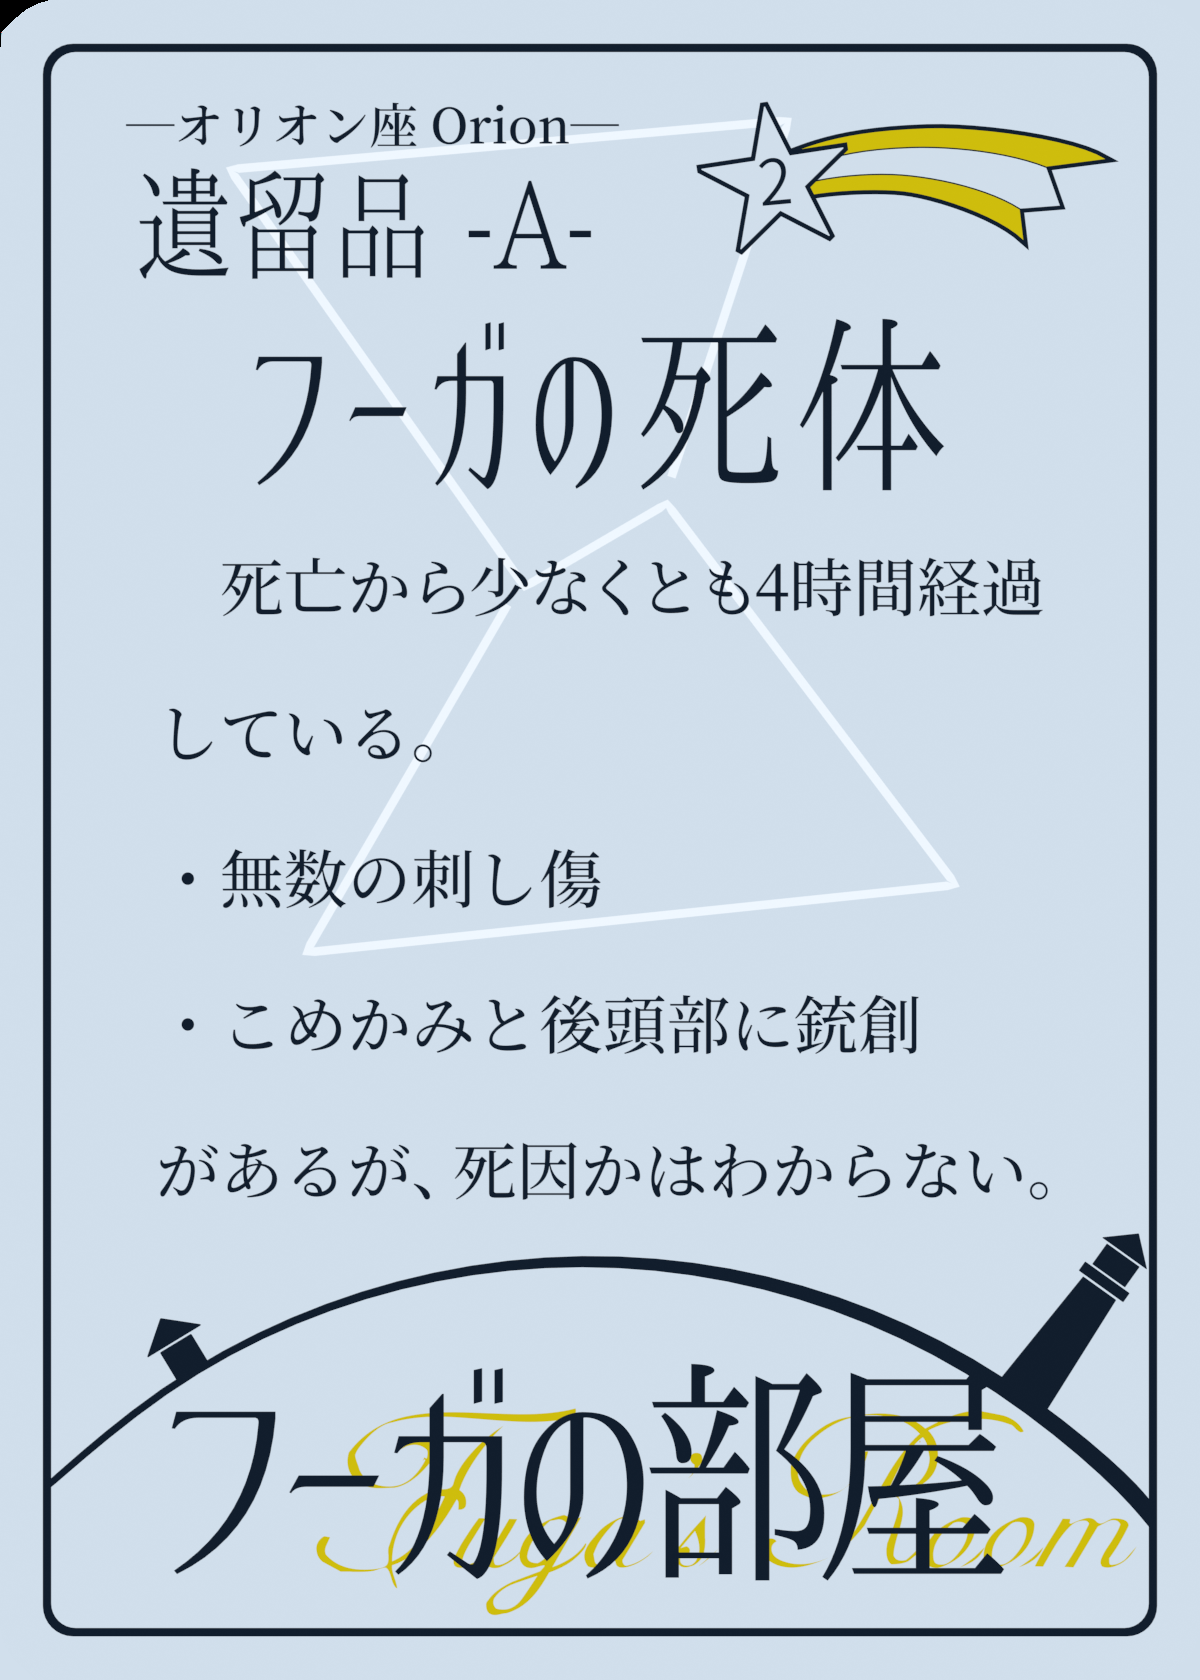 —オリオン座 Orion—
2
遺留品 -A-
フーガの死体
死亡から少なくとも4時間経過
している。
・無数の刺し傷
・こめかみと後頭部に銃創
があるが、死因かはわからない。
フーガの部屋
Fuga's Room